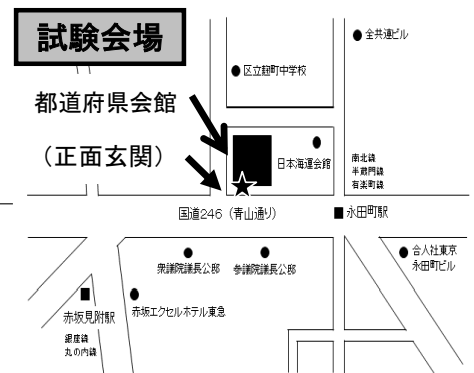 試験会場
全共連ビル
区立麹町中学校
都道府県会館
（正面玄関）
日本海運会館
南北線
半蔵門線
有楽町線
国道246（青山通り）
永田町駅
衆議院議長公邸
参議院議長公邸
合人社東京
永田町ビル
赤坂エクセルホテル東急
赤坂見附駅
銀座線
丸の内線